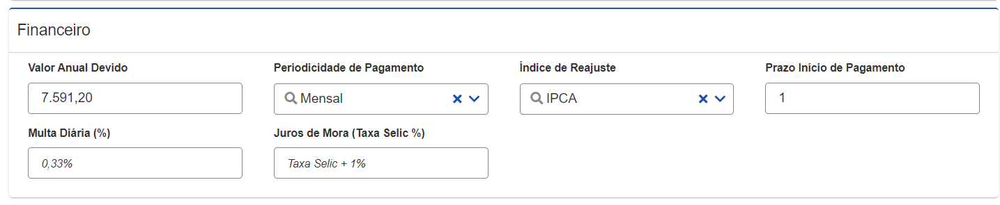 Financeiro
Valor Anual Devido
Periodicidade de Pagamento
Índice de Reajuste
Prazo Início de Pagamento
7.591,20
Mensal
IPCA
1
Multa Diária (%)
Juros de Mora (Taxa Selic %)
0,33%
Taxa Selic + 1%